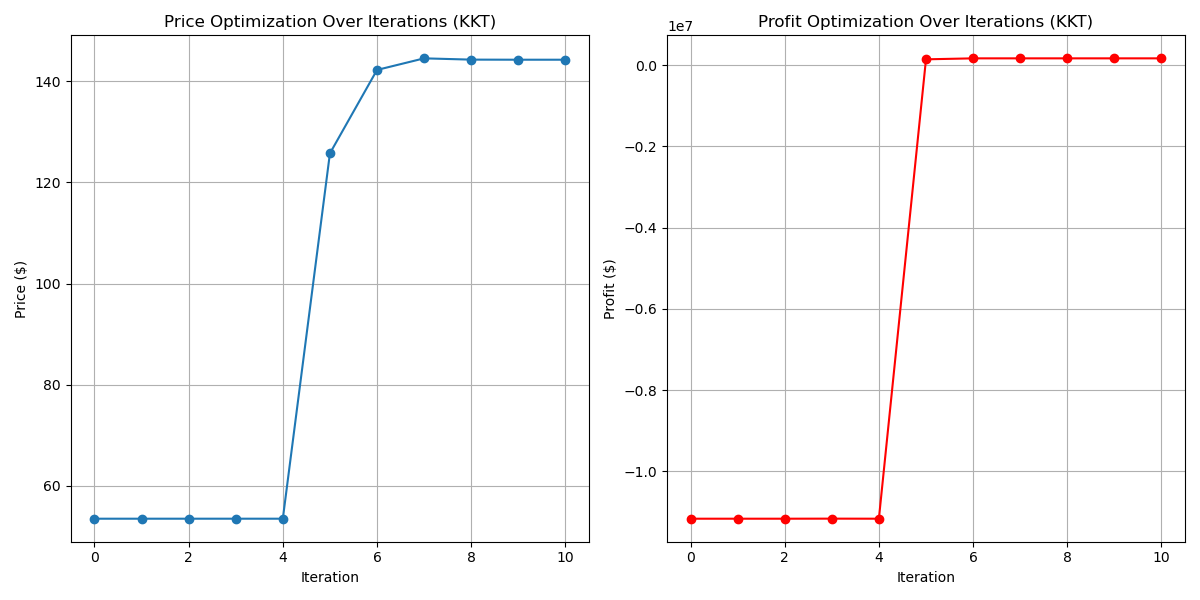 Price Optimization Over Iterations (KKT)
Price ($)
140
120
100
80
60
0 2 4 6 8 10
Iteration
Profit Optimization Over Iterations (KKT)
1e7
Profit ($)
0.0
−0.2
−0.4
−0.6
−0.8
−1.0
0 2 4 6 8 10
Iteration